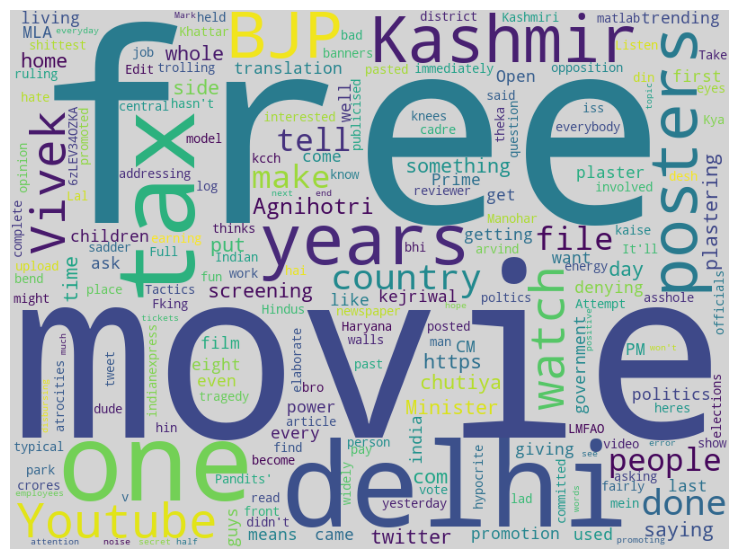 Mark held Khattar
everyday
living
MLA
shittest
home
ruling
hate
opinion
promoted
Vivek
Lal
6zLEV34OZKA
job
Edit
trolling
central
hasn't
whole
side
translation
BJP
bad
banners
interested
well
publicised
pasted
immediately
district
Kashmiri
Kashmir
matlab
trending
Listen
Take
opposition
din
first
eyes
Kya
Open
free
tax
model
tell
make
Agnihotri
knees
cadre
said
question
iss
theka
everybody
come
know
something
Prime
reviewer
get
posters
plaster
involved
topic
desh
plastering
officials
complete
sadder
addressing
log
children
earning
Full
thinks
next
end
years
bhi
getting
file
Manohar
arvind
kaise
It'll
want
day
energy
denying
put
ask
time
upload
bend
might
place
Tactics
Fking
fun
Indian
work
hai
screening
country
like
kejriwal
poltics
Attempt
asshole
Hindus
newspaper
hope
tickets
movie
Haryana
walls
posted
man
CM
https
past
watch
government
positive
won't
PM
politics
heres
elections
film
eight
even
tragedy
indianexpress
elaborate
bro
article
power
Minister
chutiya
LMFAO
video
error
show
much
tweet
dude
atrocities
investing
typical
hin
every
find
person
india
com
giving
people
asking
one
park
crores
v
employees
Pandits'
guys
pay
become
vote
widely
hypocrite
lad
committed
fairly
mein
last
words
see
Youtube
read
front
didn't
means
came
yesterday
twitter
delhi
promotion
used
done
saying
promoting
attention
noise
secret
half